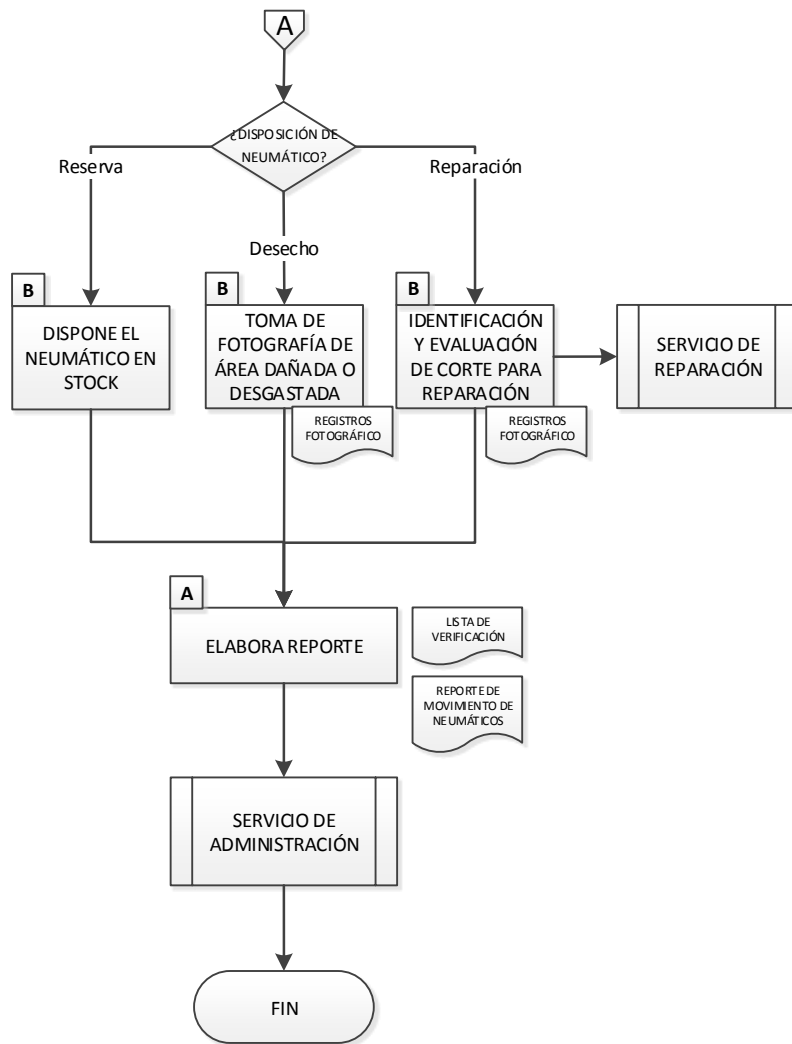 A
¿DISPOSICIÓN DE
NEUMÁTICO?
Reserva
Reparación
Desecho
B
DISPONE EL
NEUMÁTICO EN
STOCK
B
TOMA DE
FOTOGRAFÍA DE
ÁREA DAÑADA O
DESGASTADA
REGISTROS
FOTOGRÁFICO
B
IDENTIFICACIÓN
Y EVALUACIÓN
DE CORTE PARA
REPARACIÓN
REGISTROS
FOTOGRÁFICO
SERVICIO DE
REPARACIÓN
A
ELABORA REPORTE
LISTA DE
VERIFICACIÓN
REPORTE DE
MOVIMIENTO DE
NEUMÁTICOS
SERVICIO DE
ADMINISTRACIÓN
FIN